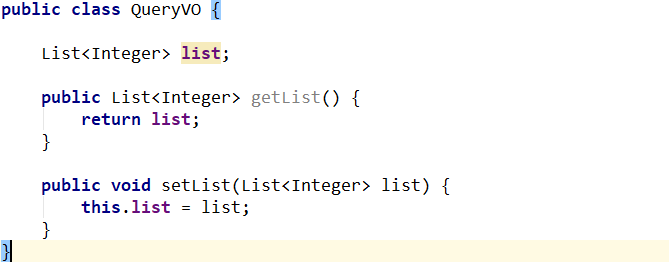 public class QueryVO {
    List<Integer> list;
    public List<Integer> getList() {
        return list;
    }
    public void setList(List<Integer> list) {
        this.list = list;
    }
}